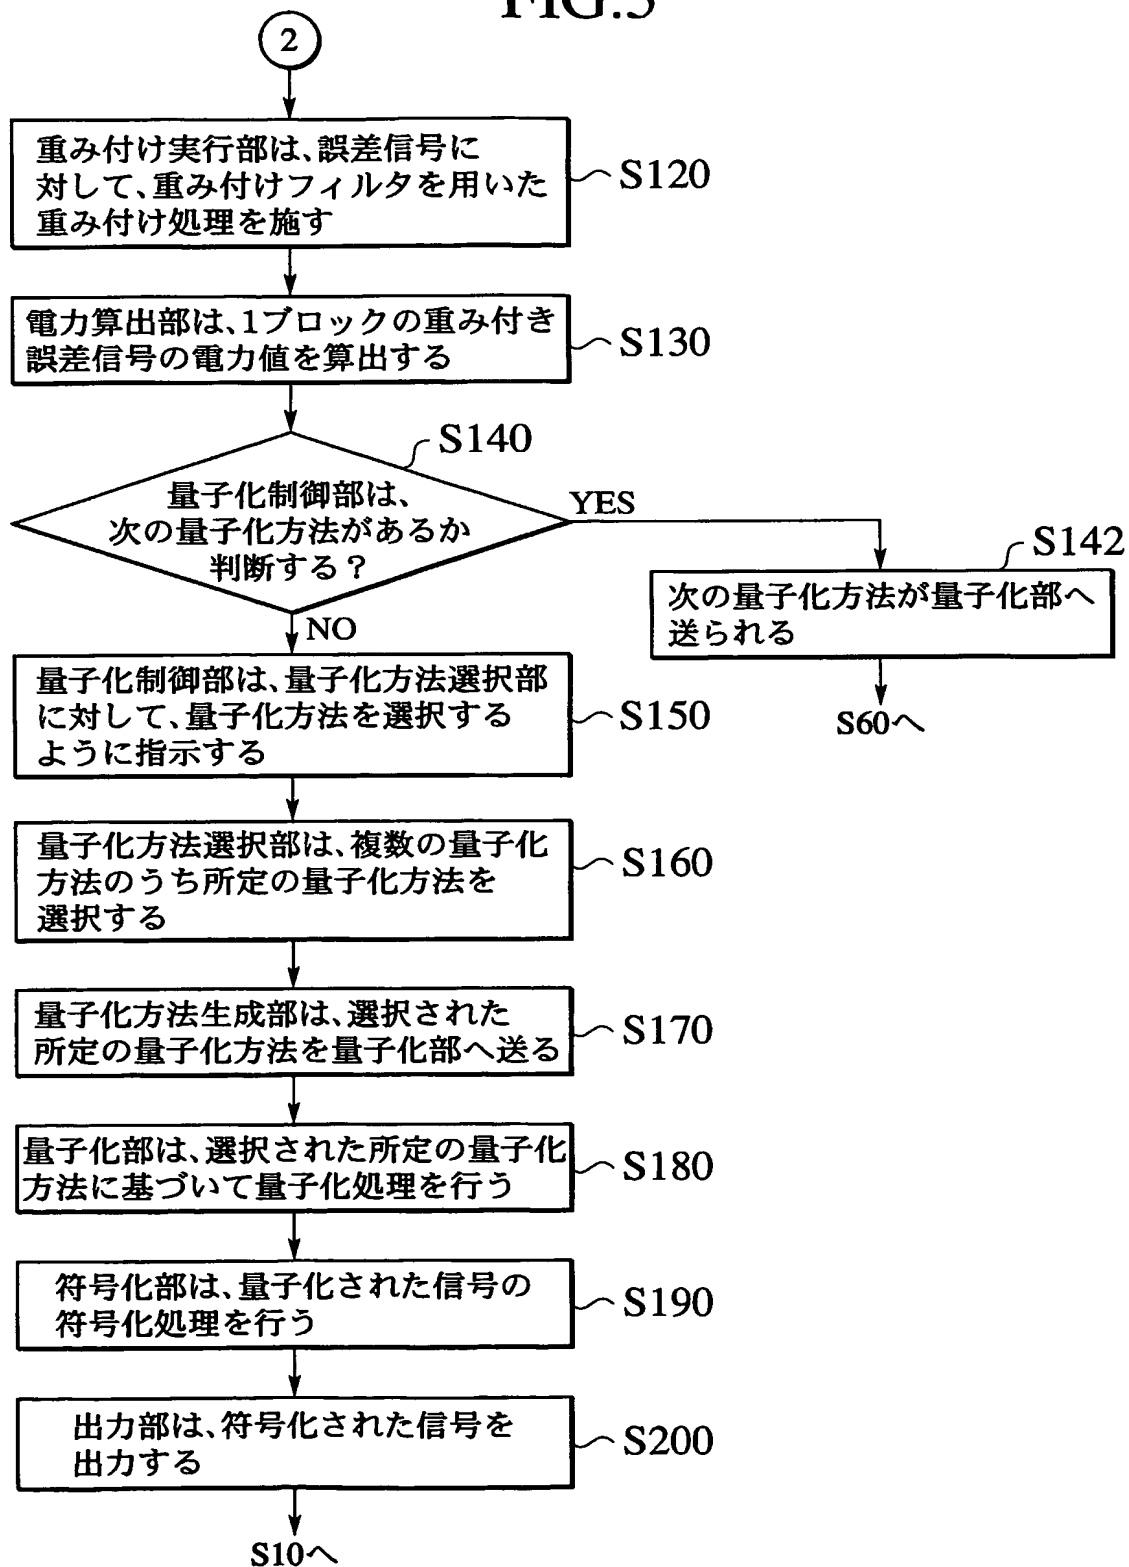 FIG.5
2
重み付け実行部は、誤差信号に
対して、重み付けフィルタを用いた
重み付け処理を施す
S120
電力算出部は、1ブロックの重み付き
誤差信号の電力値を算出する
S130
S140
量子化制御部は、
次の量子化方法があるか
判断する？
YES
S142
次の量子化方法が量子化部へ
送られる
S60へ
NO
量子化制御部は、量子化方法選択部
に対して、量子化方法を選択する
ように指示する
S150
量子化方法選択部は、複数の量子化
方法のうち所定の量子化方法を
選択する
S160
量子化方法生成部は、選択された
所定の量子化方法を量子化部へ送る
S170
量子化部は、選択された所定の量子化
方法に基づいて量子化処理を行う
S180
符号化部は、量子化された信号の
符号化処理を行う
S190
出力部は、符号化された信号を
出力する
S200
S10へ